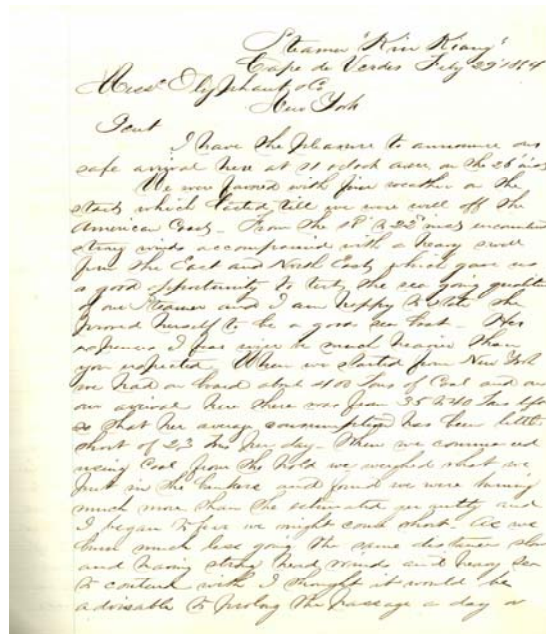 Steamer "Kin Kiang"
Cape de Verdes Feby 29 1864
Messrs Olyphant & Co
New York
Gent
I have the pleasure to announce our
safe arrival here at 11 oclock on the 26 inst
We were favored with fine weather on the
start which lasted till we were well off the
American Coast - From the 18 to 22 inst encountered
strong winds accompanied with a heavy swell
from the East and North East, which gave us
a good opportunity to test the sea going qualities
of our Steamer and I am happy to state she
proved herself to be a good sea boat - Her
expenses I fear will be much heavier than
you expected. When we started from New York
we had on board about 400 Tons of Coal and on
our arrival here there was from 35 to 40 Tons left
so that her average consumption has been little
short of 23 Tons per day - When we commenced
using Coal from the hold we weighed what we
put in the bunkers and found we were burning
much more than the estimated quantity and
I began to fear we might come short. As we
burn much less going the same distance slow
and having strong head winds and heavy sea
to contend with I thought it would be
advisable to prolong the passage a day or